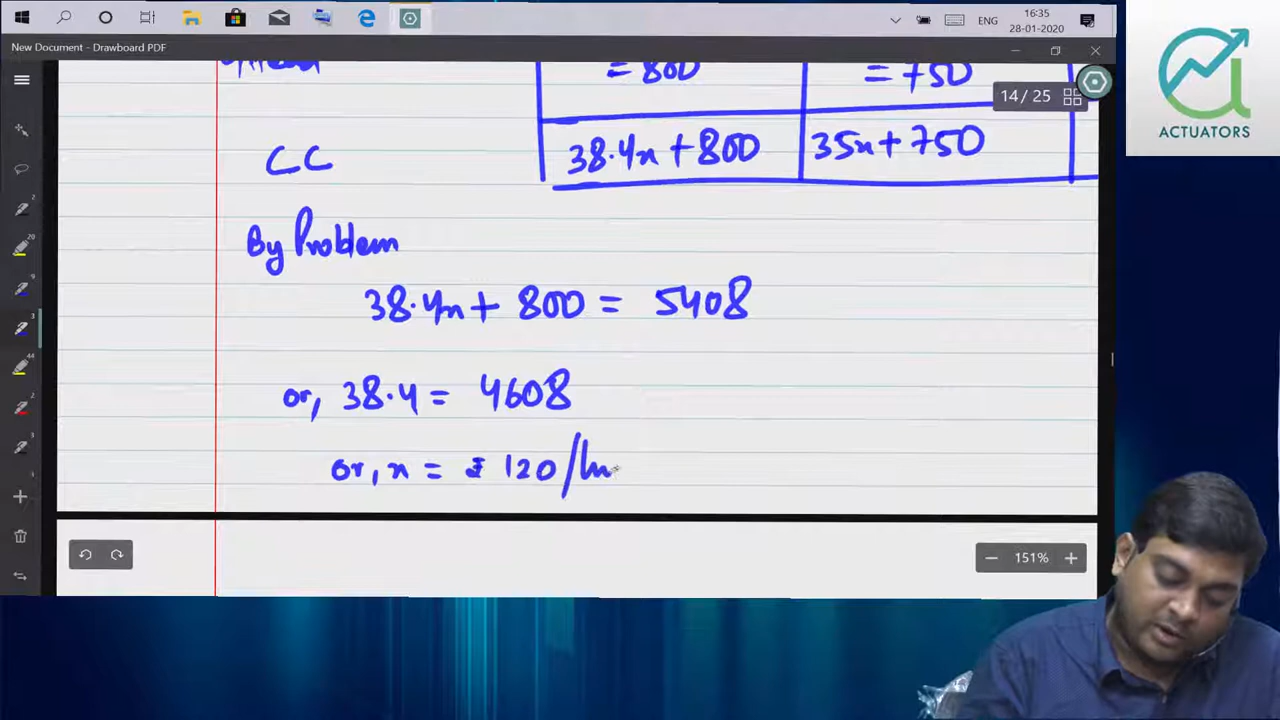 16:35
ENG
28-01-2020
New Document - Drawboard PDF
= 800
= 750
14 / 25
CC
38.4x + 800
35x + 750
By Problem
38.4x + 800 = 5408
or, 38.4 = 4608
or, x = ₹ 120/hr
151%
ACTUATORS